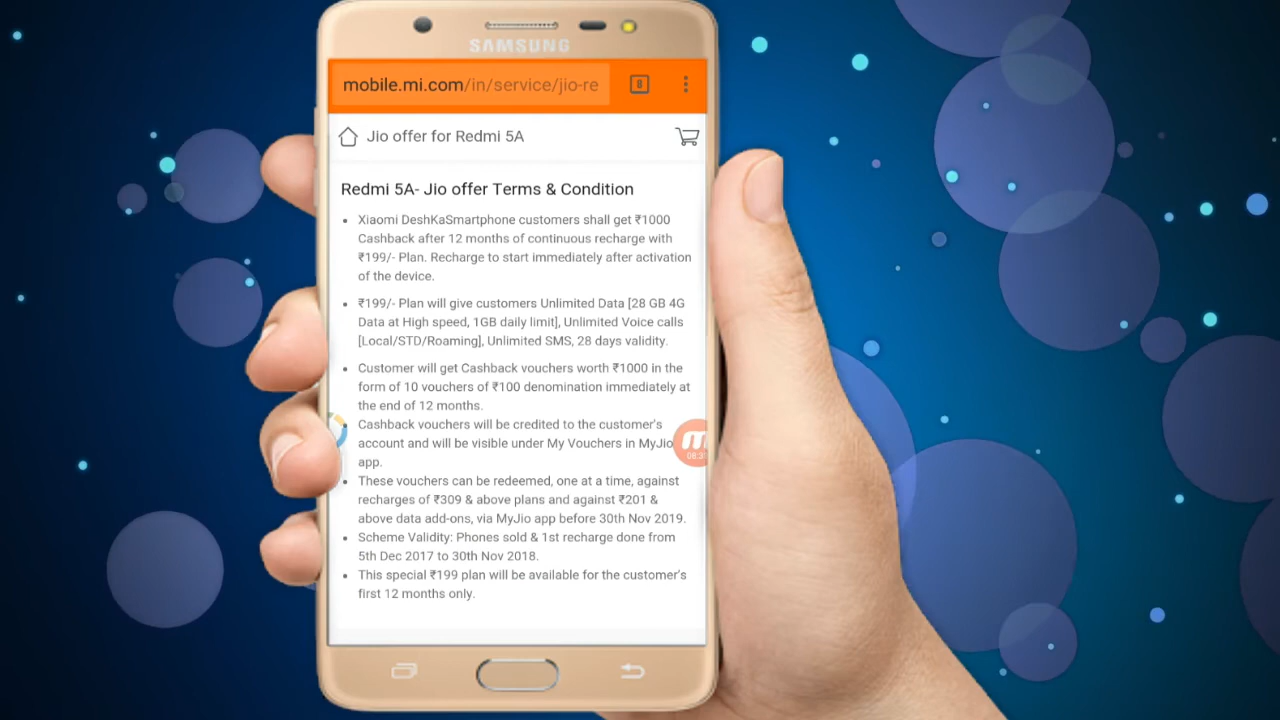 SAMSUNG
mobile.mi.com/in/service/jio-re
8
Jio offer for Redmi 5A
Redmi 5A- Jio offer Terms & Condition
• Xiaomi DeshKaSmartphone customers shall get ₹1000
Cashback after 12 months of continuous recharge with
₹199/- Plan. Recharge to start immediately after activation
of the device.
• ₹199/- Plan will give customers Unlimited Data [28 GB 4G
Data at High speed, 1GB daily limit], Unlimited Voice calls
[Local/STD/Roaming], Unlimited SMS, 28 days validity.
• Customer will get Cashback vouchers worth ₹1000 in the
form of 10 vouchers of ₹100 denomination immediately at
the end of 12 months.
• Cashback vouchers will be credited to the customer's
account and will be visible under My Vouchers in MyJio
app.
• These vouchers can be redeemed, one at a time, against
recharges of ₹309 & above plans and against ₹201 &
above data add-ons, via MyJio app before 30th Nov 2019.
• Scheme Validity: Phones sold & 1st recharge done from
5th Dec 2017 to 30th Nov 2018.
• This special ₹199 plan will be available for the customer's
first 12 months only.